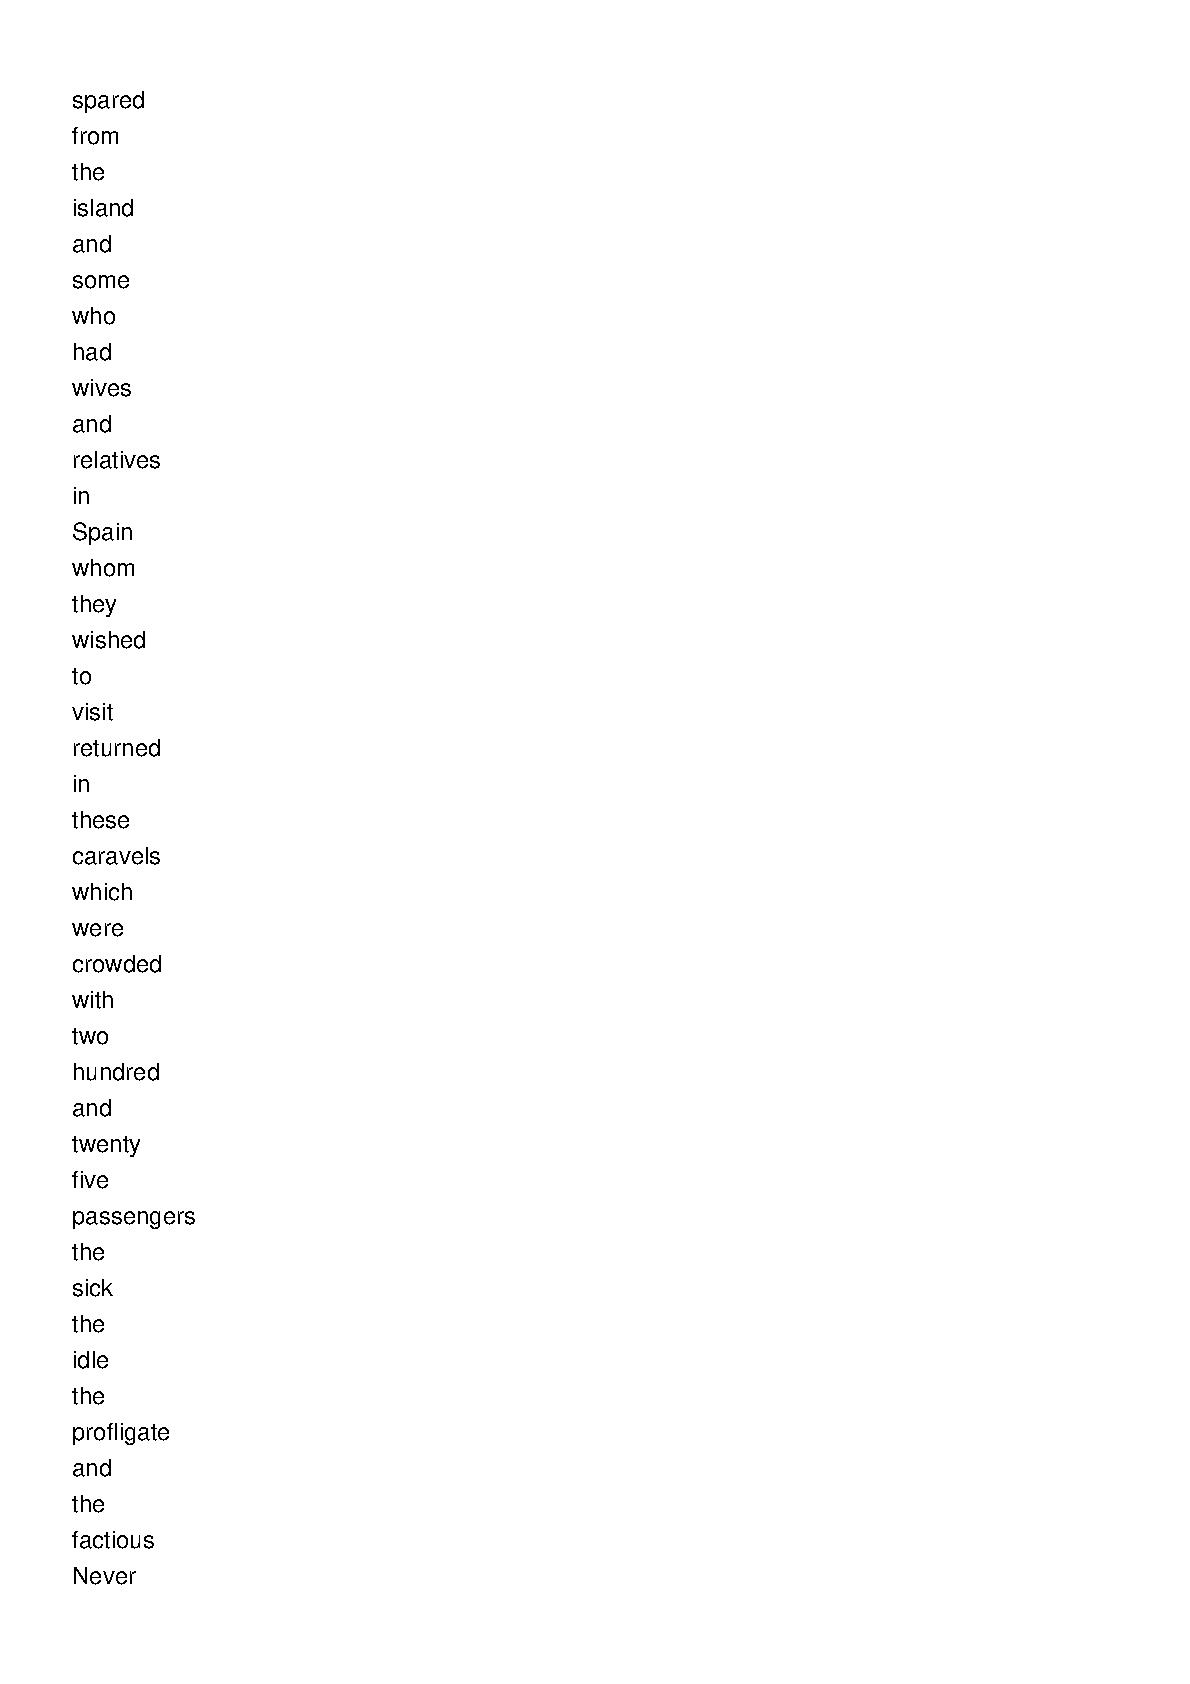 spared
from
the
island
and
some
who
had
wives
and
relatives
in
Spain
whom
they
wished
to
visit
returned
in
these
caravels
which
were
crowded
with
two
hundred
and
twenty
five
passengers
the
sick
the
idle
the
profligate
and
the
factious
Never